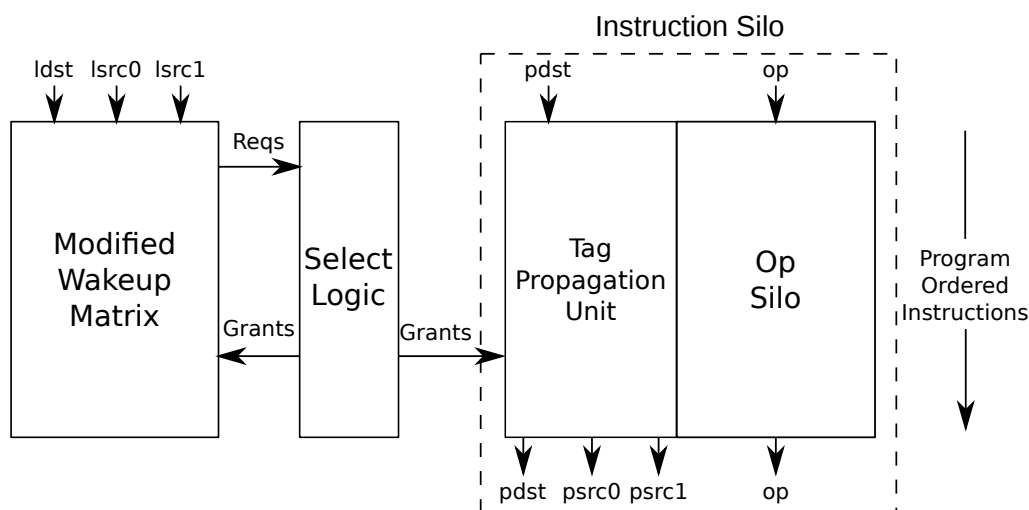 Instruction Silo
ldst lsrc0 lsrc1
pdst
op
Reqs
Modified
Wakeup
Matrix
Select
Logic
Tag
Propagation
Unit
Op
Silo
Program
Ordered
Instructions
Grants
Grants
pdst psrc0 psrc1
op